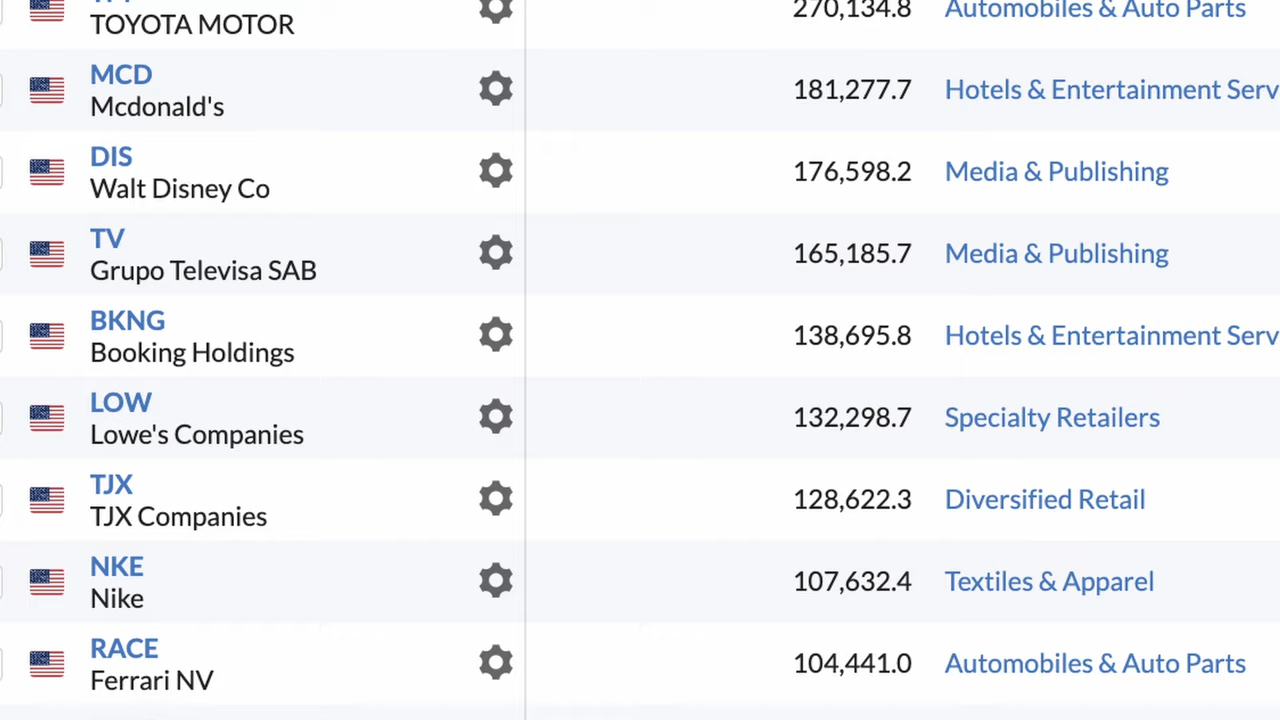 TOYOTA MOTOR
270,134.8
Automobiles & Auto Parts
MCD
Mcdonald's
181,277.7
Hotels & Entertainment Serv
DIS
Walt Disney Co
176,598.2
Media & Publishing
TV
Grupo Televisa SAB
165,185.7
Media & Publishing
BKNG
Booking Holdings
138,695.8
Hotels & Entertainment Serv
LOW
Lowe's Companies
132,298.7
Specialty Retailers
TJX
TJX Companies
128,622.3
Diversified Retail
NKE
Nike
107,632.4
Textiles & Apparel
RACE
Ferrari NV
104,441.0
Automobiles & Auto Parts